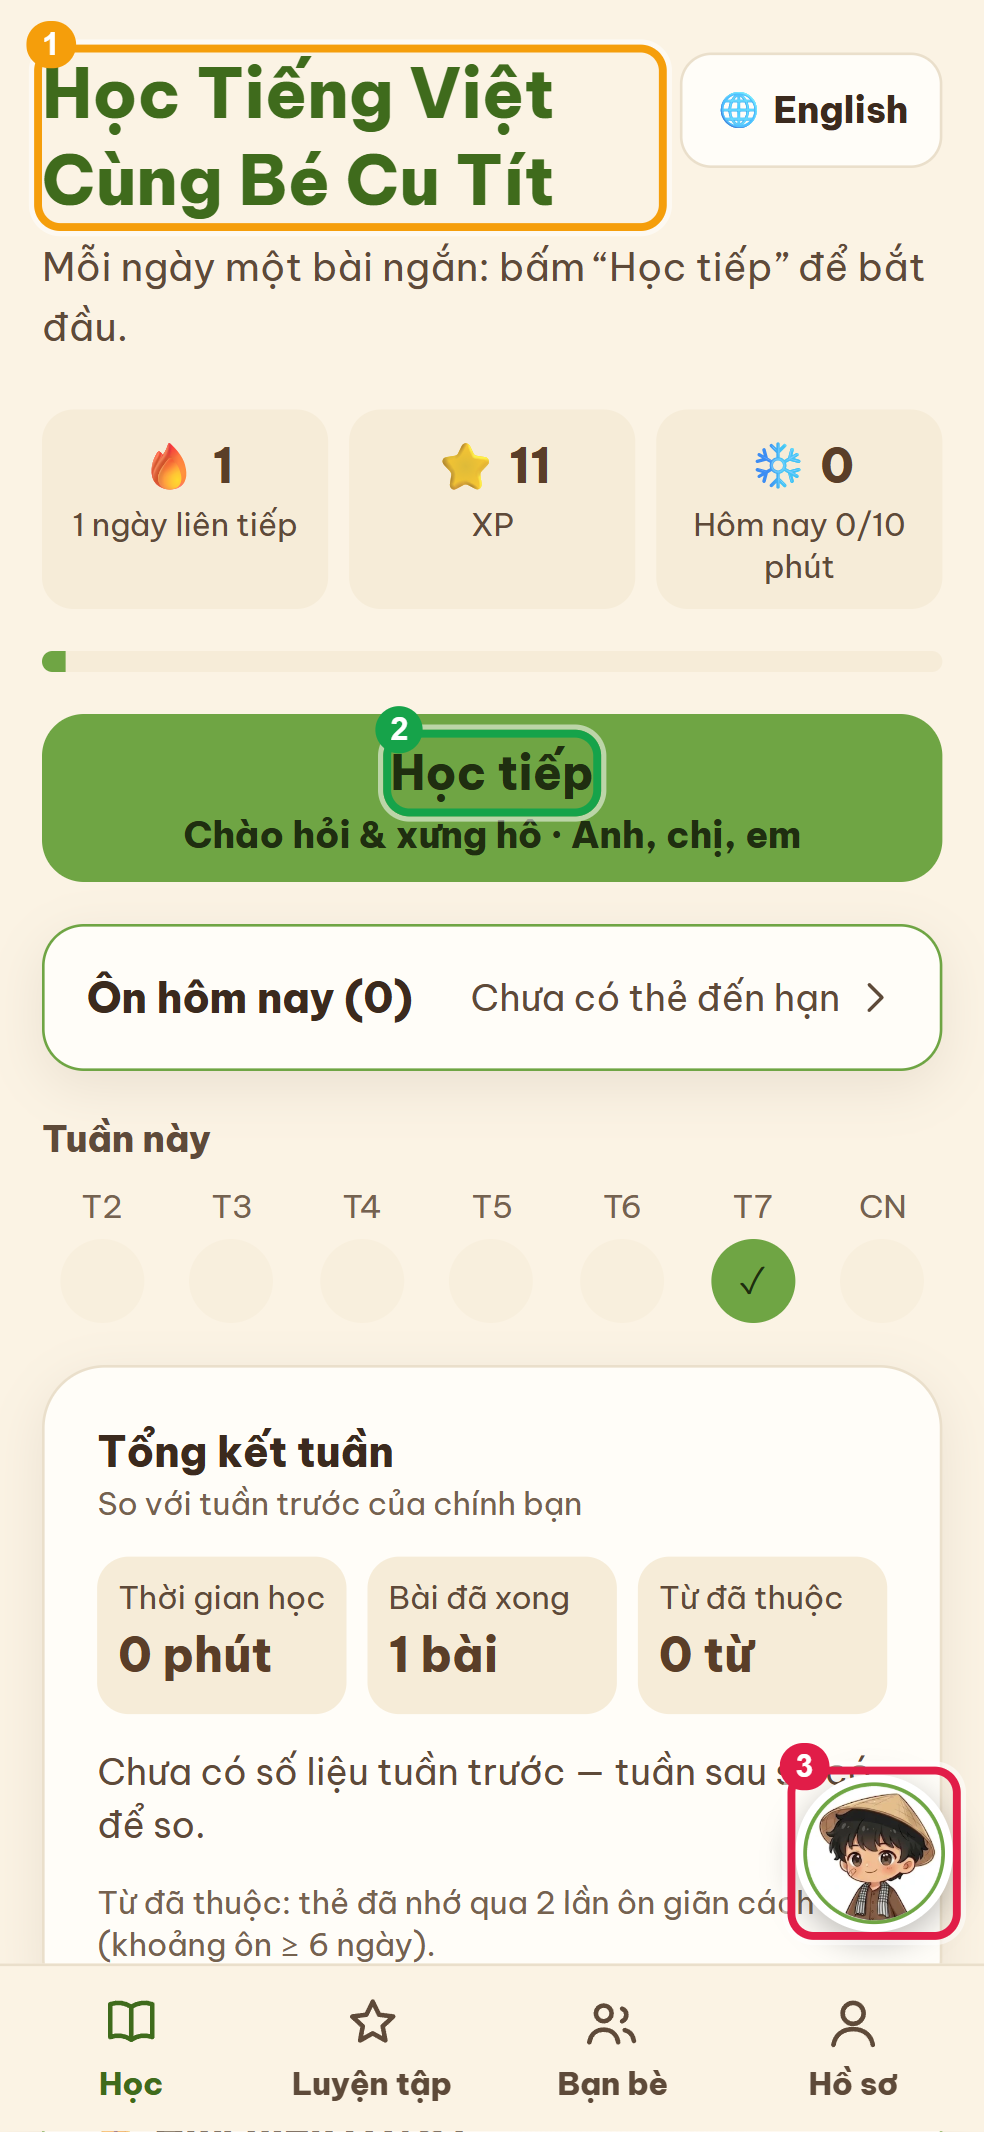 1
Học Tiếng Việt
Cùng Bé Cu Tít
English
Mỗi ngày một bài ngắn: bấm “Học tiếp” để bắt
đầu.
1
11
0
1 ngày liên tiếp
XP
Hôm nay 0/10
phút
2
Học tiếp
Chào hỏi & xưng hô · Anh, chị, em
Ôn hôm nay (0)
Chưa có thẻ đến hạn
Tuần này
T2 T3 T4 T5 T6 T7 CN
Tổng kết tuần
So với tuần trước của chính bạn
Thời gian học
Bài đã xong
Từ đã thuộc
0 phút
1 bài
0 từ
3
Chưa có số liệu tuần trước — tuần sau có
để so.
Từ đã thuộc: thẻ đã nhớ qua 2 lần ôn giãn cách
(khoảng ôn ≥ 6 ngày).
Học
Luyện tập
Bạn bè
Hồ sơ